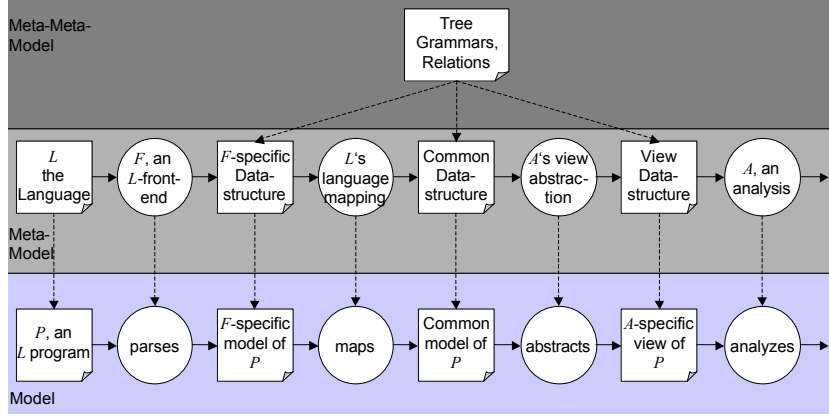 Meta-Meta-
Model
Tree
Grammars,
Relations
L
the
Language
F, an
L-front-
end
F-specific
Data-
structure
L‘s
language
mapping
Common
Data-
structure
A‘s view
abstrac-
tion
View
Data-
structure
A, an
analysis
Meta-
Model
P, an
L program
parses
F-specific
model of
P
maps
Common
model of
P
abstracts
A-specific
view of
P
analyzes
Model